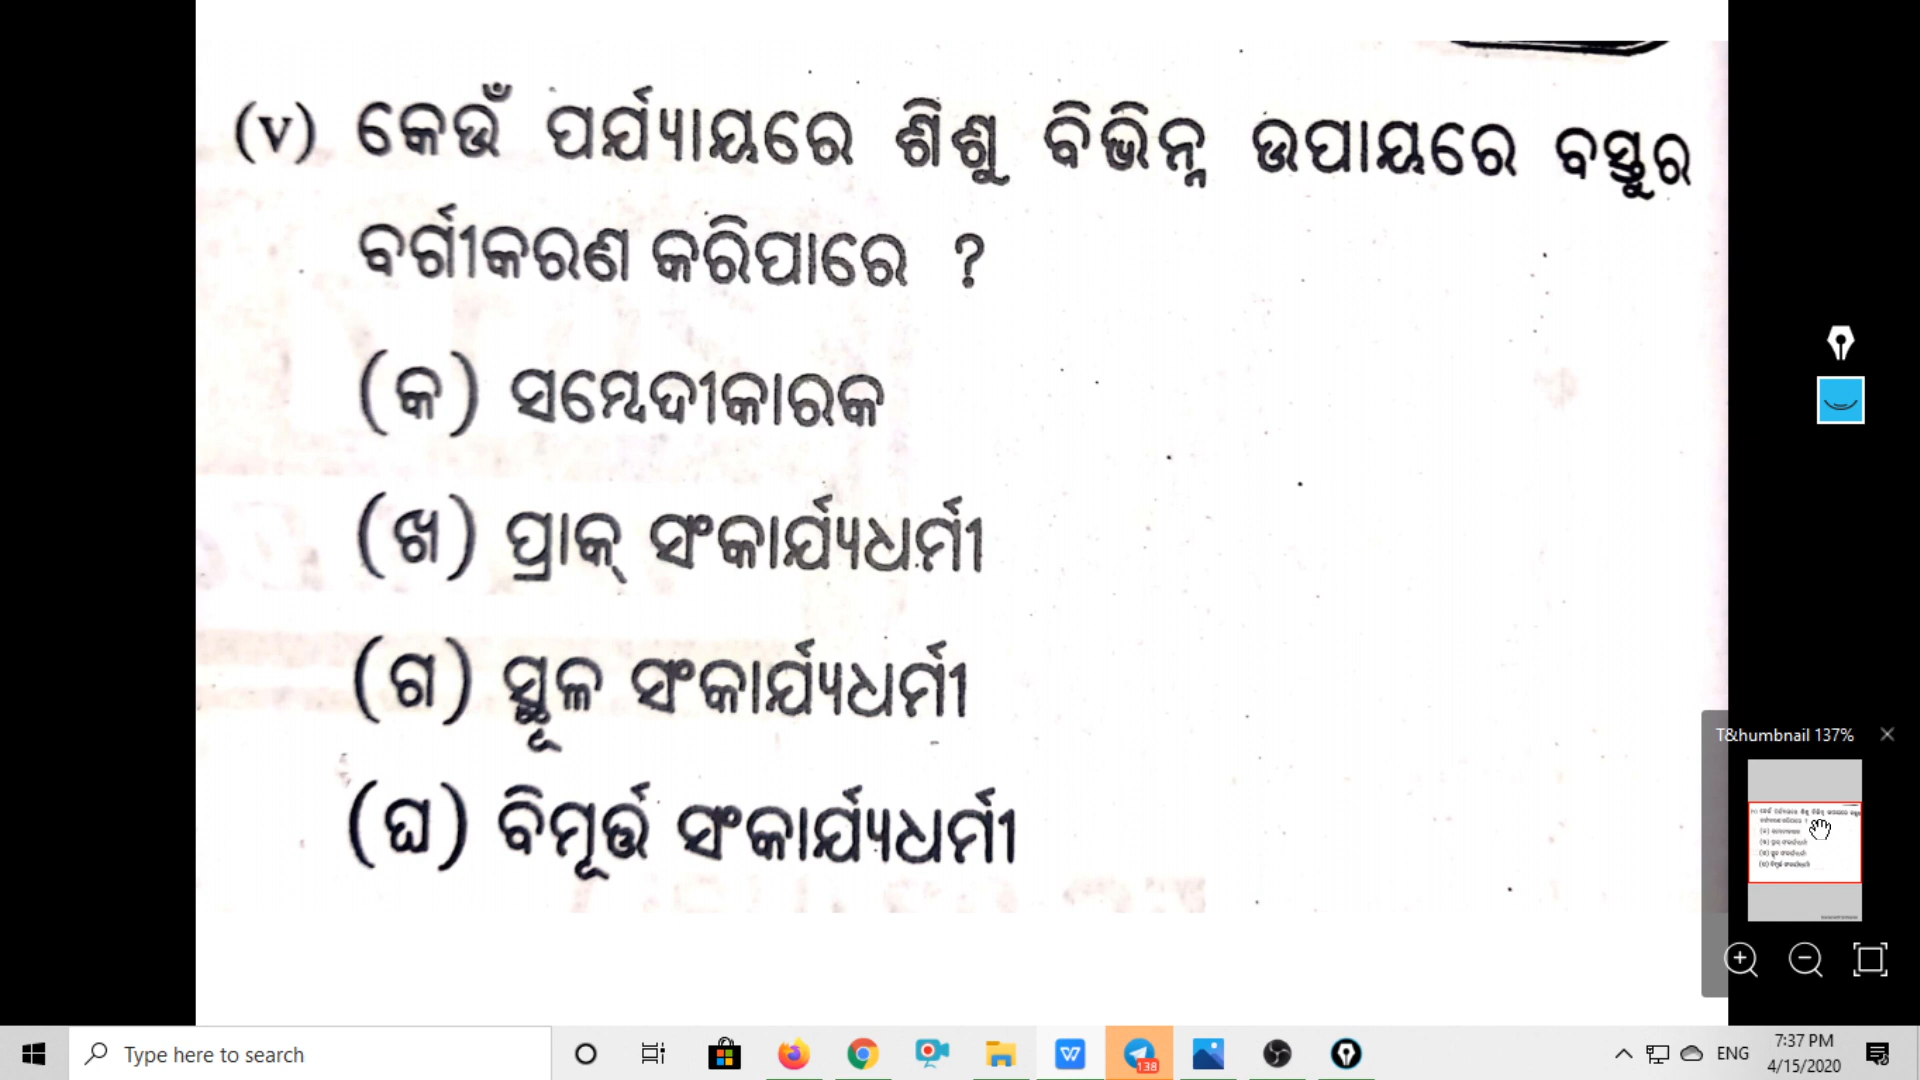 (v) କେଉଁ ପର୍ଯ୍ୟାୟରେ ଶିଶୁ ବିଭିନ୍ନ ଉପାୟରେ ବସ୍ତୁର
ବର୍ଗୀକରଣ କରିପାରେ ?
(କ) ସମ୍ଭେଦୀକାରକ
(ଖ) ପ୍ରାକ୍ ସଂକାର୍ଯ୍ୟଧର୍ମୀ
(ଗ) ସ୍ଥୂଳ ସଂକାର୍ଯ୍ୟଧର୍ମୀ
(ଘ) ବିମୂର୍ତ୍ତ ସଂକାର୍ଯ୍ୟଧର୍ମୀ
T&humbnail 137%
Type here to search
138
ENG
7:37 PM
4/15/2020